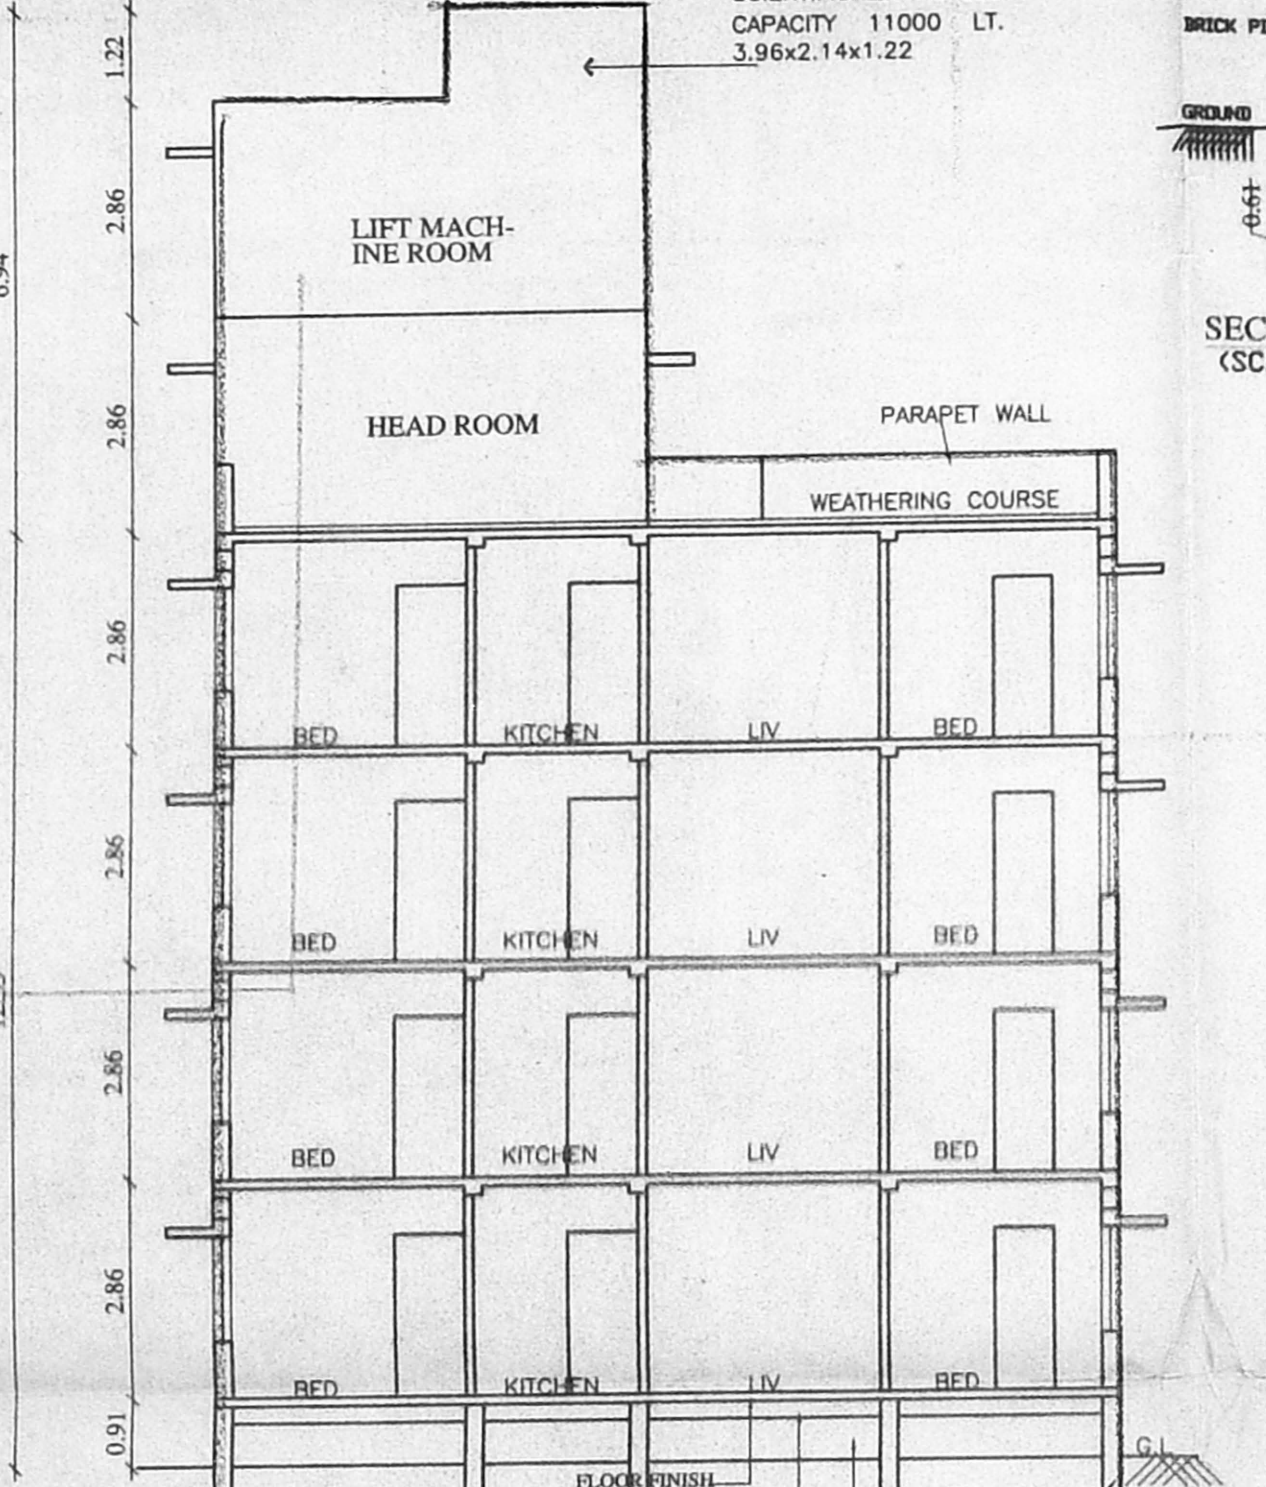 CAPACITY 11000 LT.
3.96x2.14x1.22
BRICK
GROUND
0.61
SEC
(SC
1.22
2.86
LIFT MACH-
INE ROOM
6.94
2.86
HEAD ROOM
PARAPET WALL
WEATHERING COURSE
2.86
BED KITCHEN LIV BED
2.86
BED KITCHEN LIV BED
2.86
BED KITCHEN LIV BED
2.86
BED KITCHEN LIV BED
0.91
G.L
FLOOR FINISH